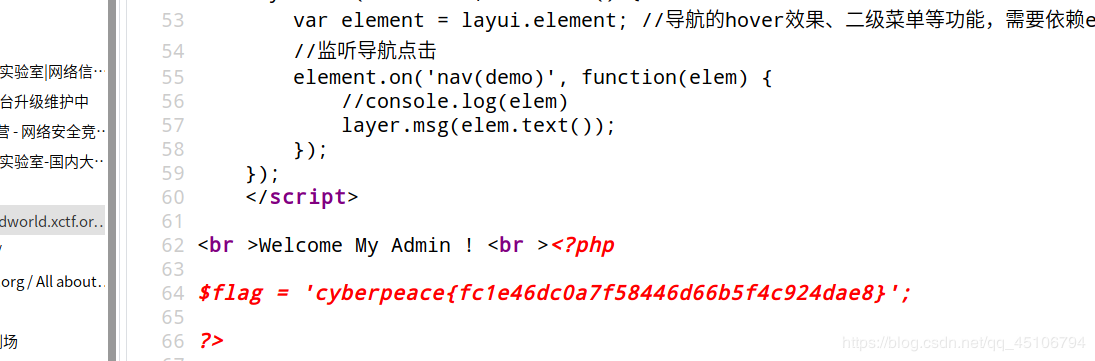 实验室|网络信…
台升级维护中
营 - 网络安全竞…
实验室-国内大…
dworld.xctf.or…
/
org / All about…
场
53 var element = layui.element; //导航的hover效果、二级菜单等功能，需要依赖e
54 //监听导航点击
55 element.on('nav(demo)', function(elem) {
56 //console.log(elem)
57 layer.msg(elem.text());
58 });
59 });
60 </script>
61
62 <br >Welcome My Admin ! <br ><?php
63
64 $flag = 'cyberpeace{fc1e46dc0a7f58446d66b5f4c924dae8}';
65
66 ?>
https://blog.csdn.net/qq_45106794